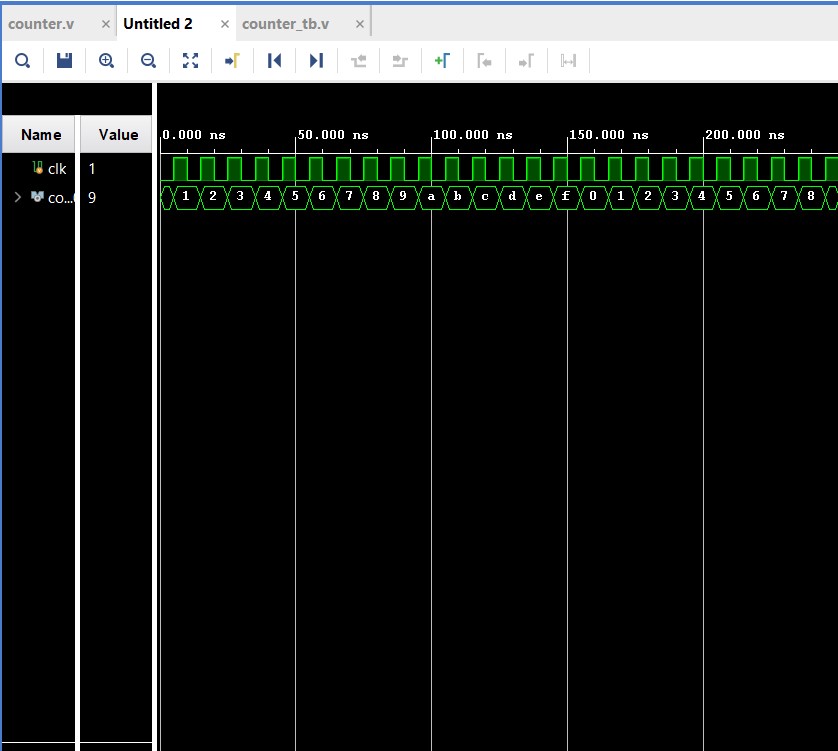 counter.v × Untitled 2 × counter_tb.v ×
Name Value 0.000 ns 50.000 ns 100.000 ns 150.000 ns 200.000 ns
clk 1
co... 9 1 2 3 4 5 6 7 8 9 a b c d e f 0 1 2 3 4 5 6 7 8